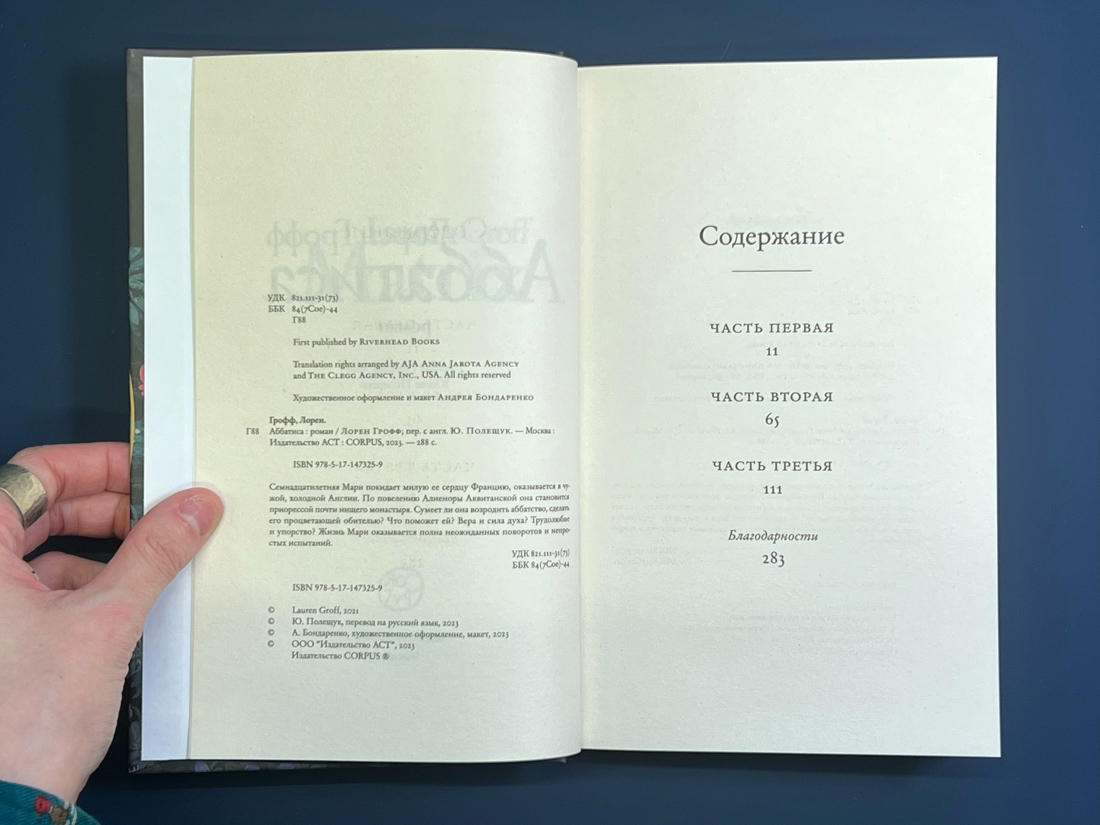 УДК 821.111-31(73)
ББК 84(7Сое)-44
Г88
First published by Riverhead Books
Translation rights arranged by AJA Anna Jarota Agency
and The Clegg Agency, Inc., USA. All rights reserved
Художественное оформление и макет Андрея Бондаренко
Грофф, Лорен.
Г88 Аббатиса : роман / Лорен Грофф; пер. с англ. Ю. Полещук. — Москва :
Издательство АСТ : CORPUS, 2023. — 288 с.
ISBN 978-5-17-147325-9
Семнадцатилетняя Мари покидает милую ее сердцу Францию, оказывается в чу-
жой, холодной Англии. По повелению Алиеноры Аквитанской она становится
приорессой почти нищего монастыря. Сумеет ли она возродить аббатство, сделать
его процветающей обителью? Что поможет ей? Вера и сила духа? Трудолюбие
и упорство? Жизнь Мари оказывается полна неожиданных поворотов и непро-
стых испытаний.
УДК 821.111-31(73)
ББК 84(7Сое)-44
ISBN 978-5-17-147325-9
© Lauren Groff, 2021
© Ю. Полещук, перевод на русский язык, 2023
© А. Бондаренко, художественное оформление, макет, 2023
© ООО "Издательство АСТ", 2023
Издательство CORPUS ®
Содержание
ЧАСТЬ ПЕРВАЯ
11
ЧАСТЬ ВТОРАЯ
65
ЧАСТЬ ТРЕТЬЯ
111
Благодарности
283